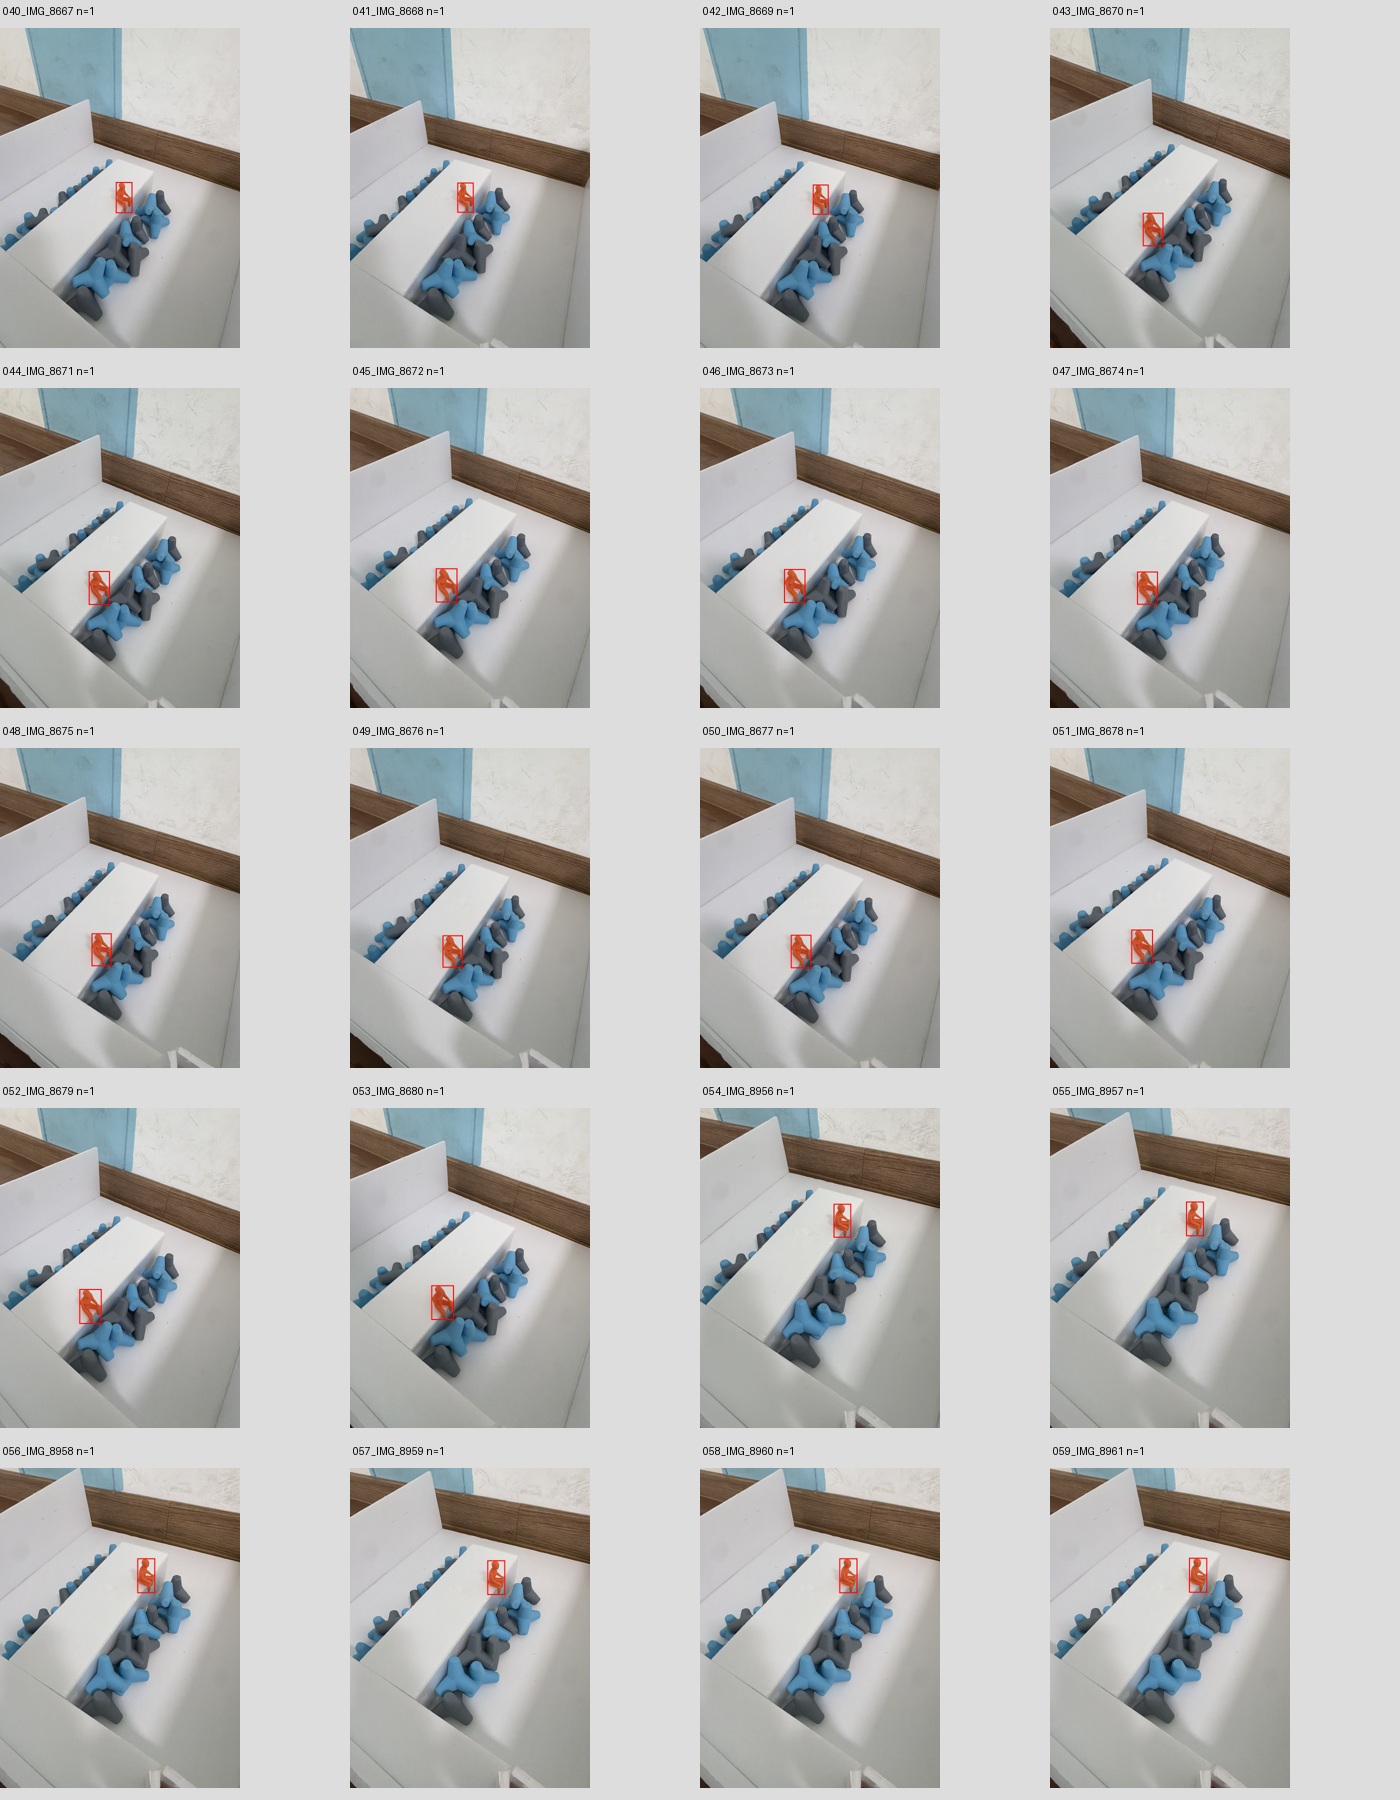 040_IMG_8667 n=1
041_IMG_8668 n=1
042_IMG_8669 n=1
043_IMG_8670 n=1
044_IMG_8671 n=1
045_IMG_8672 n=1
046_IMG_8673 n=1
047_IMG_8674 n=1
048_IMG_8675 n=1
049_IMG_8676 n=1
050_IMG_8677 n=1
051_IMG_8678 n=1
052_IMG_8679 n=1
053_IMG_8680 n=1
054_IMG_8956 n=1
055_IMG_8957 n=1
056_IMG_8958 n=1
057_IMG_8959 n=1
058_IMG_8960 n=1
059_IMG_8961 n=1